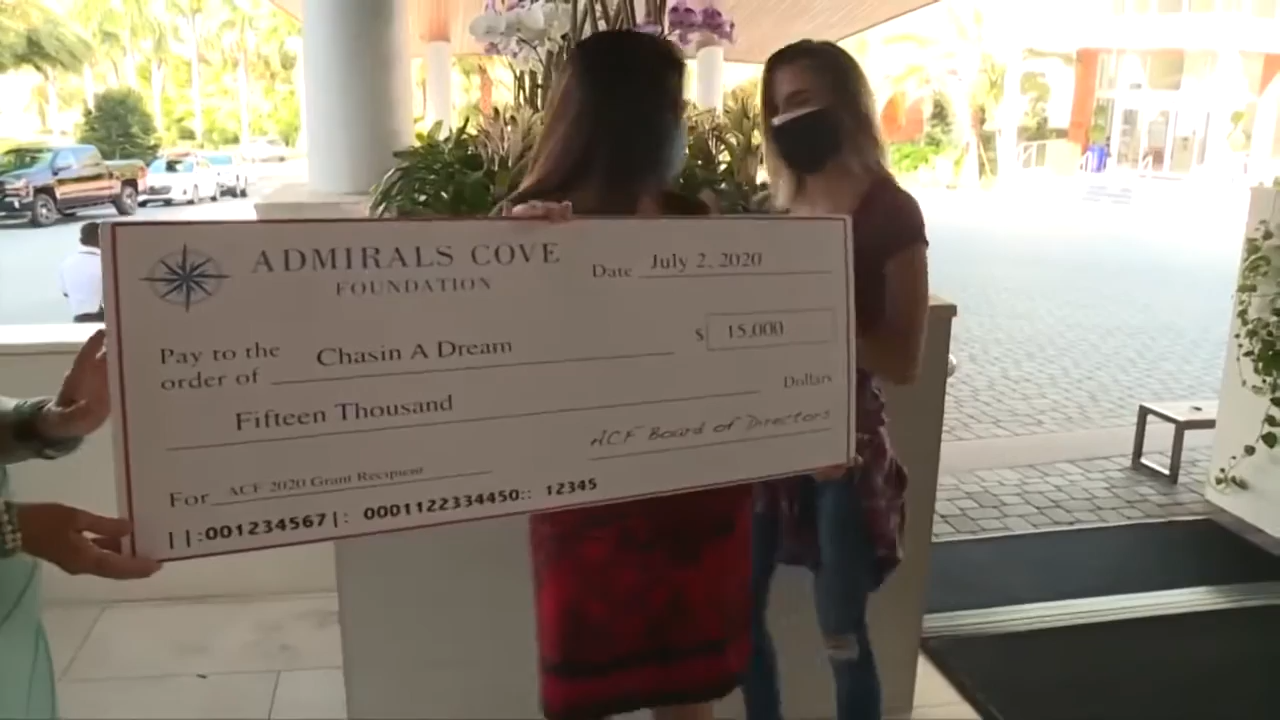 ADMIRALS COVE
FOUNDATION
Date July 2, 2020
Pay to the
order of Chasin A Dream
$ 15,000
Fifteen Thousand Dollars
ACF Board of Directors
For ACF 2020 Grant Recipient
||:001234567|: 0001122334450:: 12345